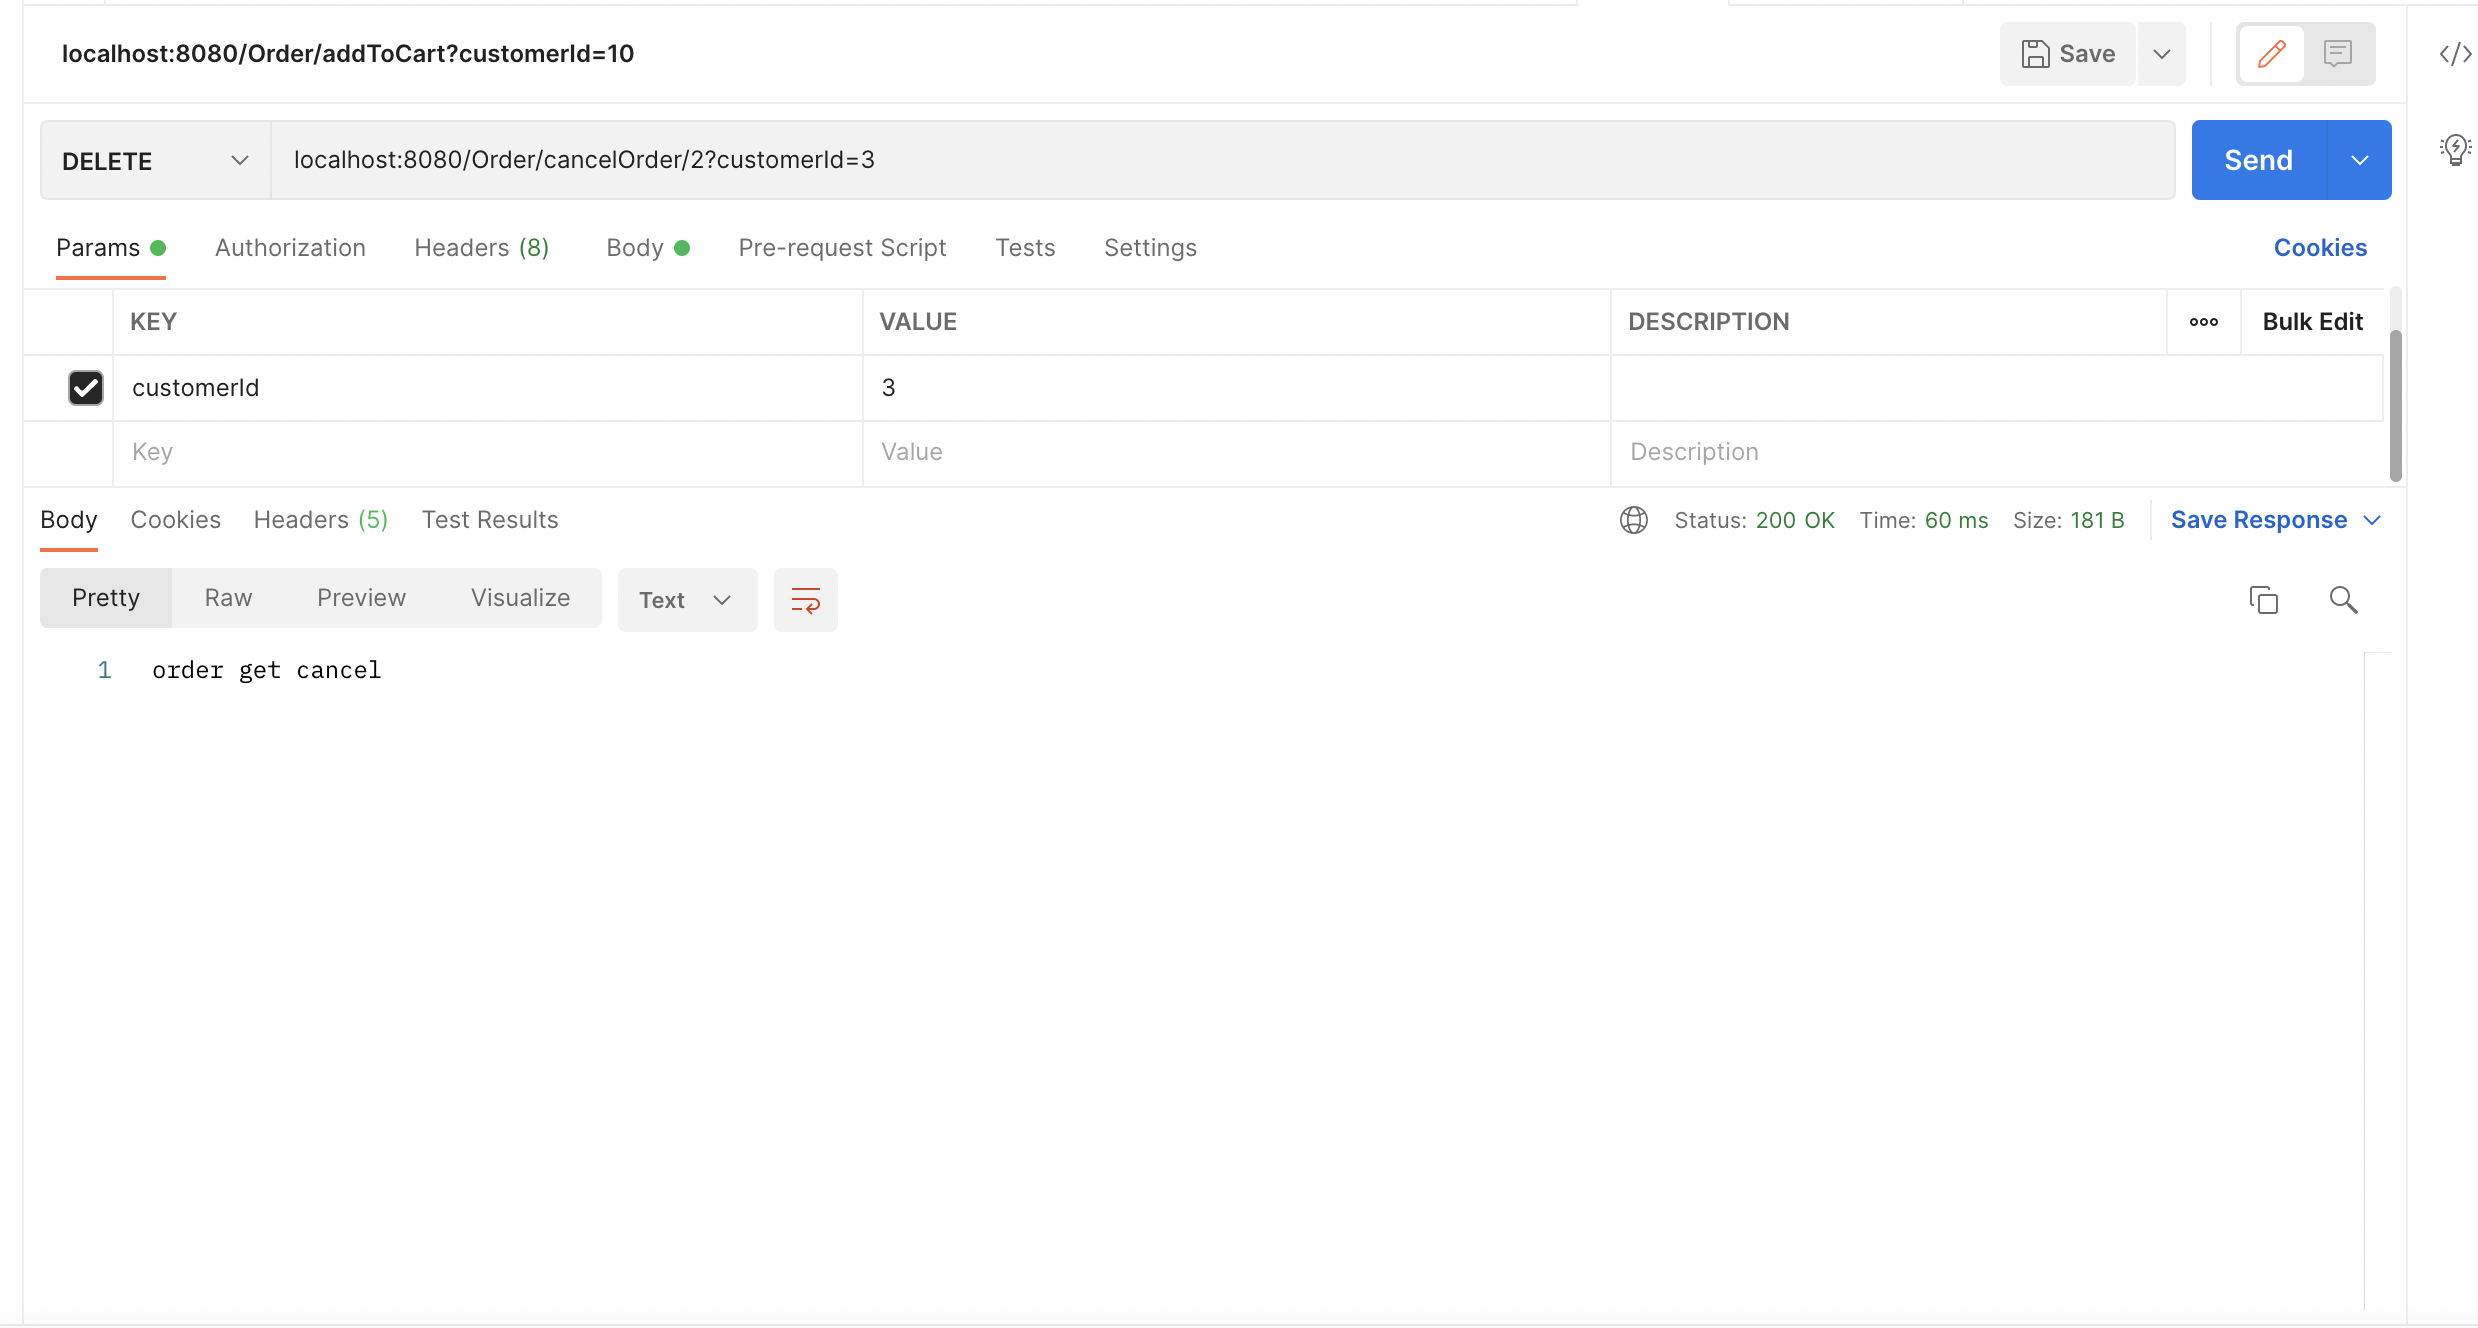 localhost:8080/Order/addToCart?customerId=10
Save
</>
DELETE
localhost:8080/Order/cancelOrder/2?customerId=3
Send
Params Authorization Headers (8) Body Pre-request Script Tests Settings Cookies
KEY VALUE DESCRIPTION ooo Bulk Edit
customerId 3
Key Value Description
Body Cookies Headers (5) Test Results Status: 200 OK Time: 60 ms Size: 181 B Save Response
Pretty Raw Preview Visualize Text
1 order get cancel